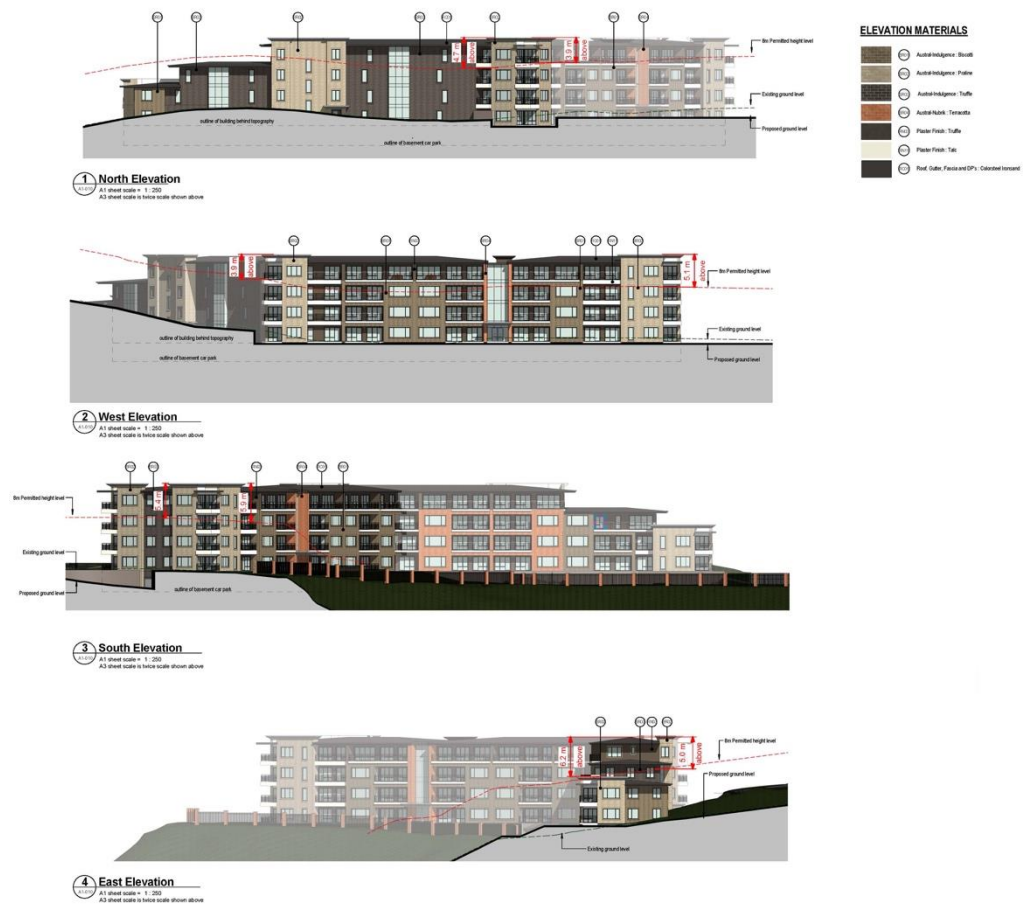 ELEVATION MATERIALS
Austral-Indulgence : Biscotti
Austral-Indulgence : Praline
Austral-Indulgence : Truffle
Austral-Nubrik : Terracotta
Plaster Finish : Truffle
Plaster Finish : Talc
Roof, Gutter, Fascia and DP's : Colorsteel Ironsand
4.7 m above
3.9 m above
8m Permitted height level
Existing ground level
Proposed ground level
outline of building behind topography
outline of basement car park
1 North Elevation
A1 sheet scale = 1 : 250
A3 sheet scale is twice scale shown above
3.9 m above
5.1 m above
8m Permitted height level
Existing ground level
Proposed ground level
outline of building behind topography
outline of basement car park
2 West Elevation
A1 sheet scale = 1 : 250
A3 sheet scale is twice scale shown above
5.4 m
5.9 m
8m Permitted height level
Existing ground level
Proposed ground level
outline of basement car park
3 South Elevation
A1 sheet scale = 1 : 250
A3 sheet scale is twice scale shown above
6.2 m above
5.0 m above
8m Permitted height level
Proposed ground level
Existing ground level
4 East Elevation
A1 sheet scale = 1 : 250
A3 sheet scale is twice scale shown above